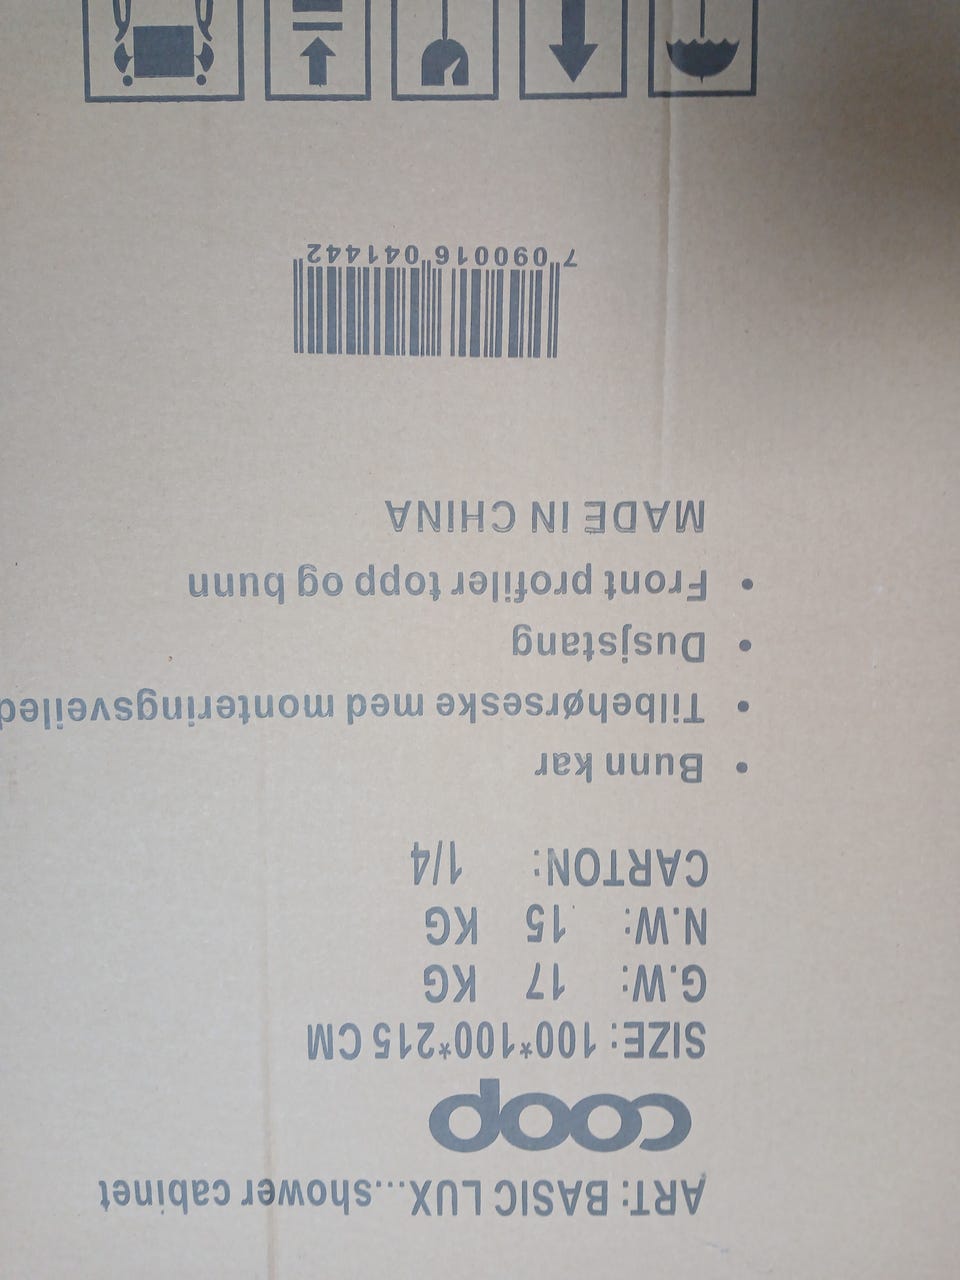 ART: BASIC LUX...shower cabinet
coop
SIZE: 100*100*215 CM
G.W: 17 KG
N.W: 15 KG
CARTON: 1/4
• Bunn kar
• Tilbehørseske med monteringsveiled
• Dusjstang
• Front profiler topp og bunn
MADE IN CHINA
7 090016 041442